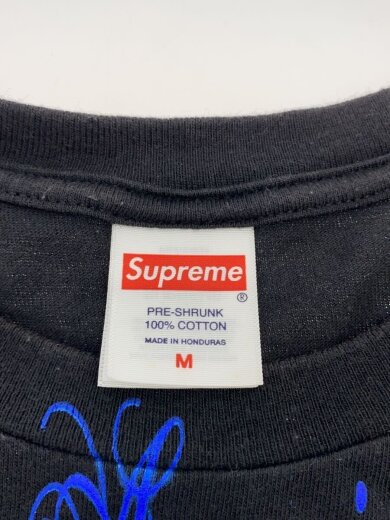 Supreme
®
PRE-SHRUNK
100% COTTON
MADE IN HONDURAS
M